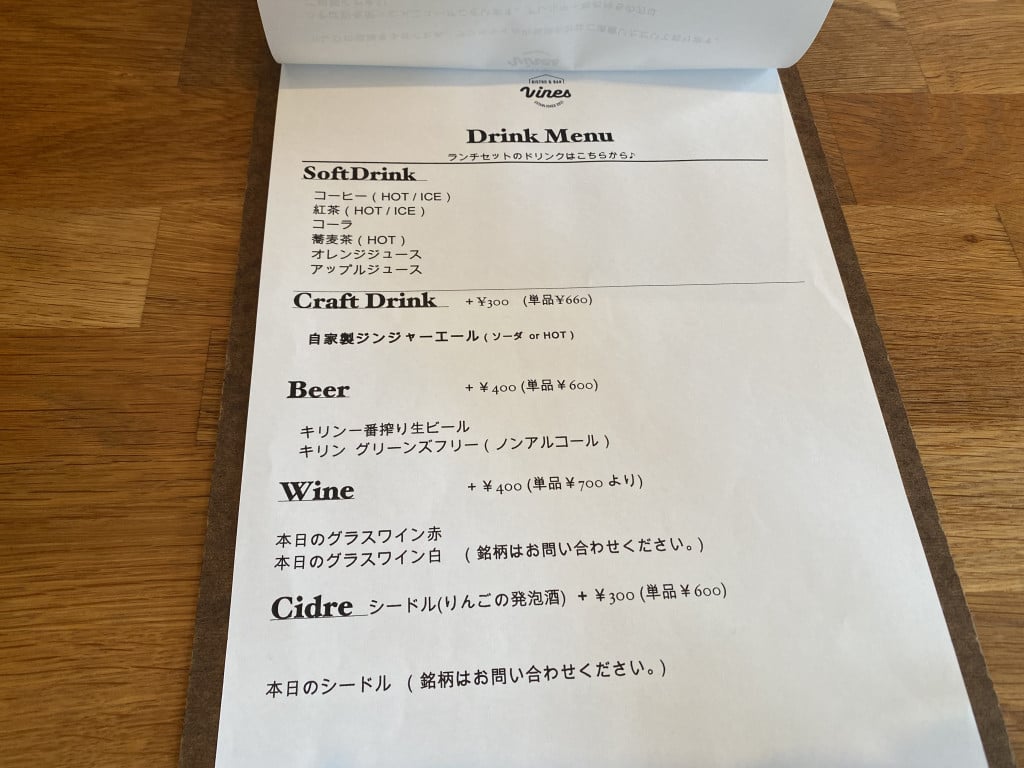 BISTRO & BAR
Vines
Drink Menu
ランチセットのドリンクはこちらから♪
SoftDrink
コーヒー ( HOT / ICE )
紅茶 ( HOT / ICE )
コーラ
蕎麦茶 ( HOT )
オレンジジュース
アップルジュース
Craft Drink + ¥300 (単品¥660)
自家製ジンジャーエール ( ソーダ or HOT )
Beer + ¥400 (単品¥600)
キリン一番搾り生ビール
キリン グリーンズフリー ( ノンアルコール )
Wine + ¥400 (単品¥700 より)
本日のグラスワイン赤
本日のグラスワイン白 ( 銘柄はお問い合わせください。)
Cidre シードル(りんごの発泡酒) + ¥300 (単品¥600)
本日のシードル ( 銘柄はお問い合わせください。)